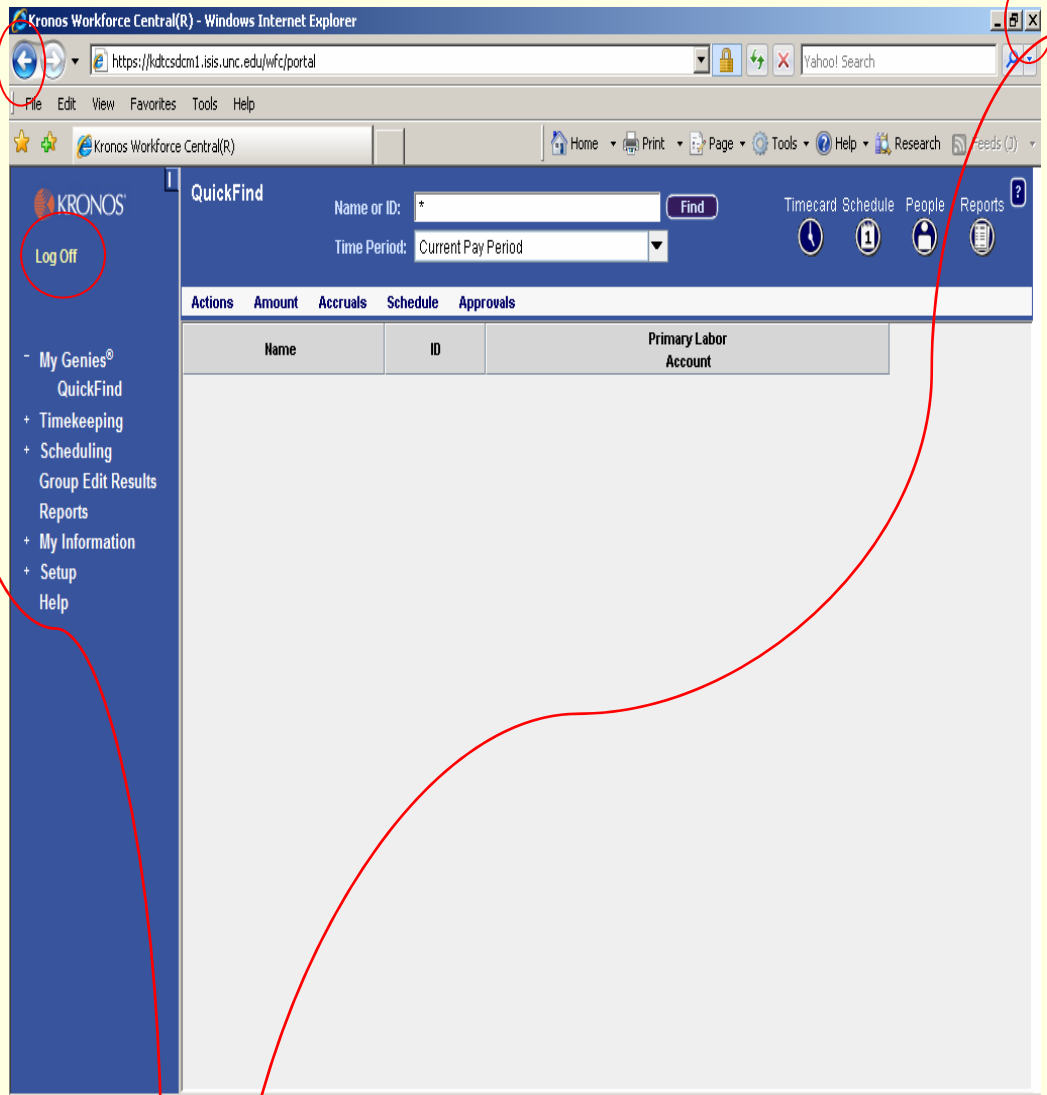 Kronos Workforce Central(R) - Windows Internet Explorer
https://kdtcsdcm1.isis.unc.edu/wfc/portal
Yahoo! Search
File Edit View Favorites Tools Help
Kronos Workforce Central(R)
Home Print Page Tools Help Research Feeds (J)
KRONOS
Log Off
QuickFind
Name or ID: *
Find
Time Period: Current Pay Period
Timecard Schedule People Reports ?
1
Actions Amount Accruals Schedule Approvals
Name ID Primary Labor
Account
- My Genies®
QuickFind
+ Timekeeping
+ Scheduling
Group Edit Results
Reports
+ My Information
+ Setup
Help